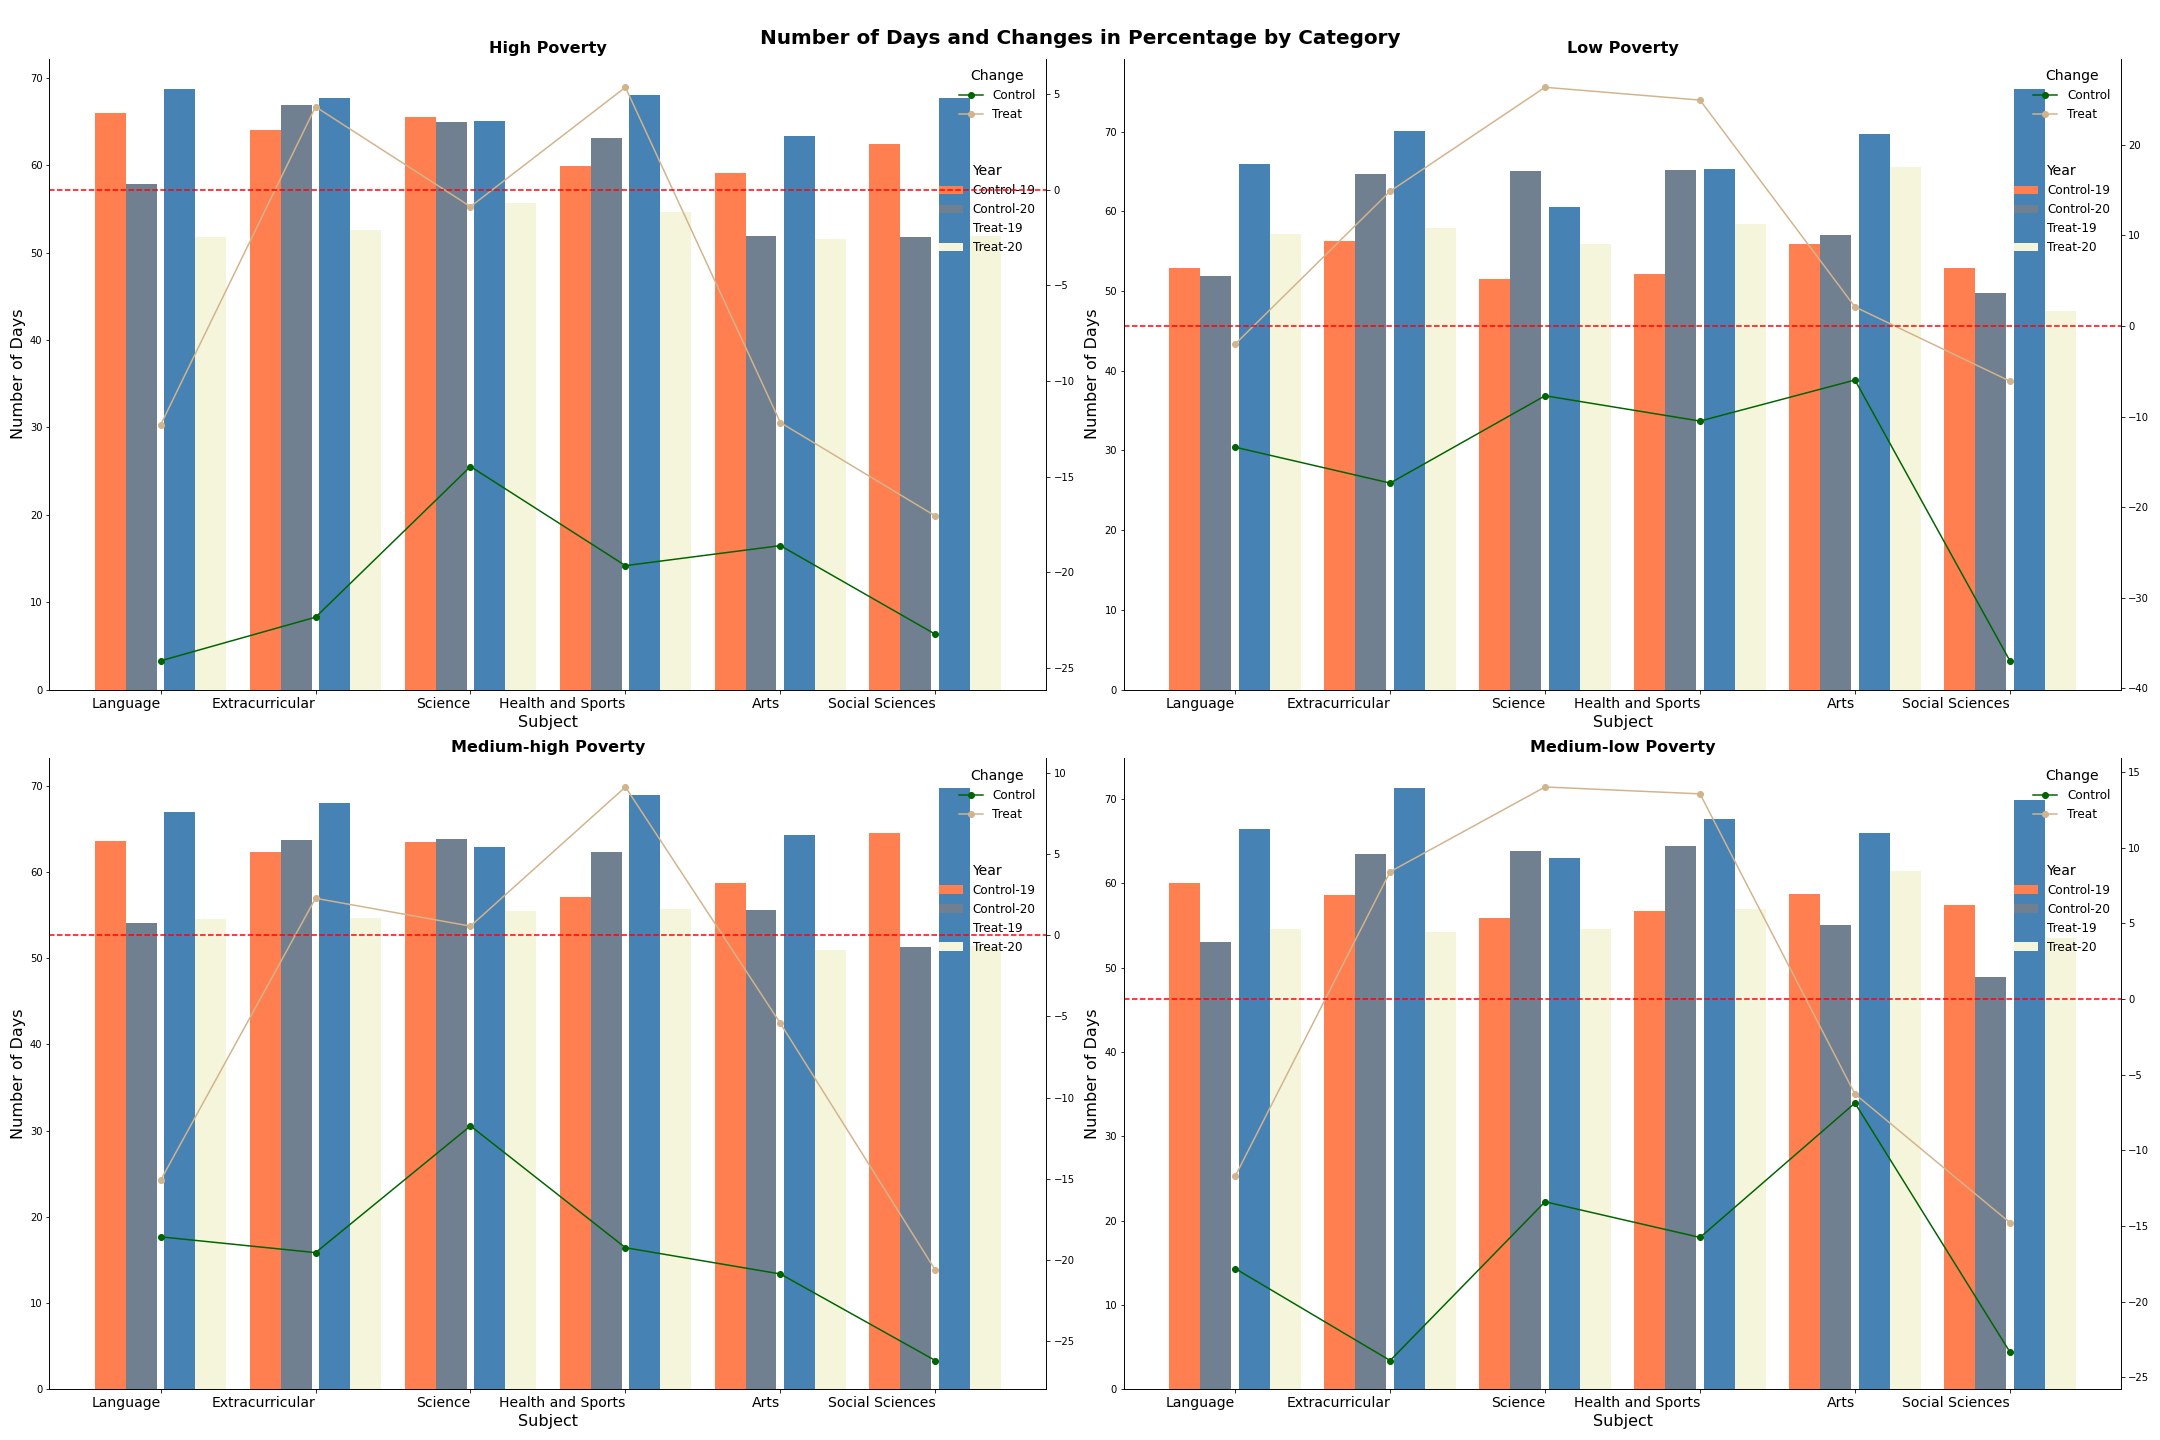 Number of Days and Changes in Percentage by Category
High Poverty
Number of Days
70
60
50
40
30
20
10
0
Change
Control
Treat
Year
Control-19
Control-20
Treat-19
Treat-20
5
0
−5
−10
−15
−20
−25
Language Extracurricular Science Health and Sports Arts Social Sciences
Subject
Low Poverty
Number of Days
70
60
50
40
30
20
10
0
Change
Control
Treat
Year
Control-19
Control-20
Treat-19
Treat-20
20
10
0
−10
−20
−30
−40
Language Extracurricular Science Health and Sports Arts Social Sciences
Subject
Medium-high Poverty
Number of Days
70
60
50
40
30
20
10
0
Change
Control
Treat
Year
Control-19
Control-20
Treat-19
Treat-20
10
5
0
−5
−10
−15
−20
−25
Language Extracurricular Science Health and Sports Arts Social Sciences
Subject
Medium-low Poverty
Number of Days
70
60
50
40
30
20
10
0
Change
Control
Treat
Year
Control-19
Control-20
Treat-19
Treat-20
15
10
5
0
−5
−10
−15
−20
−25
Language Extracurricular Science Health and Sports Arts Social Sciences
Subject